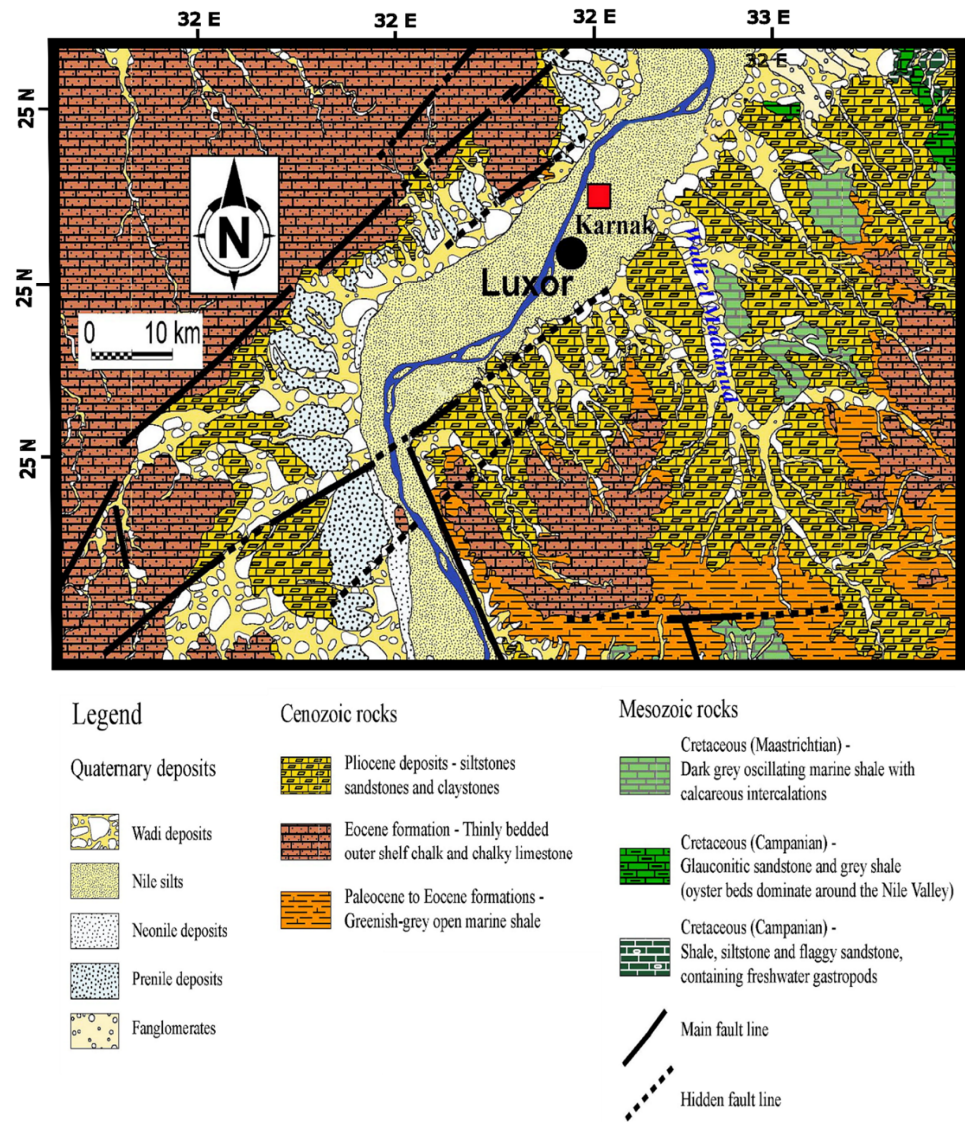 32 E
32 E
32 E
33 E
32 E
25 N
25 N
25 N
N
0 10 km
Karnak
Luxor
Wadi el Madamud
Legend
Quaternary deposits
Wadi deposits
Nile silts
Neonile deposits
Prenile deposits
Fanglomerates
Cenozoic rocks
Pliocene deposits - siltstones
sandstones and claystones
Eocene formation - Thinly bedded
outer shelf chalk and chalky limestone
Paleocene to Eocene formations -
Greenish-grey open marine shale
Mesozoic rocks
Cretaceous (Maastrichtian) -
Dark grey oscillating marine shale with
calcareous intercalations
Cretaceous (Campanian) -
Glauconitic sandstone and grey shale
(oyster beds dominate around the Nile Valley)
Cretaceous (Campanian) -
Shale, siltstone and flaggy sandstone,
containing freshwater gastropods
Main fault line
Hidden fault line